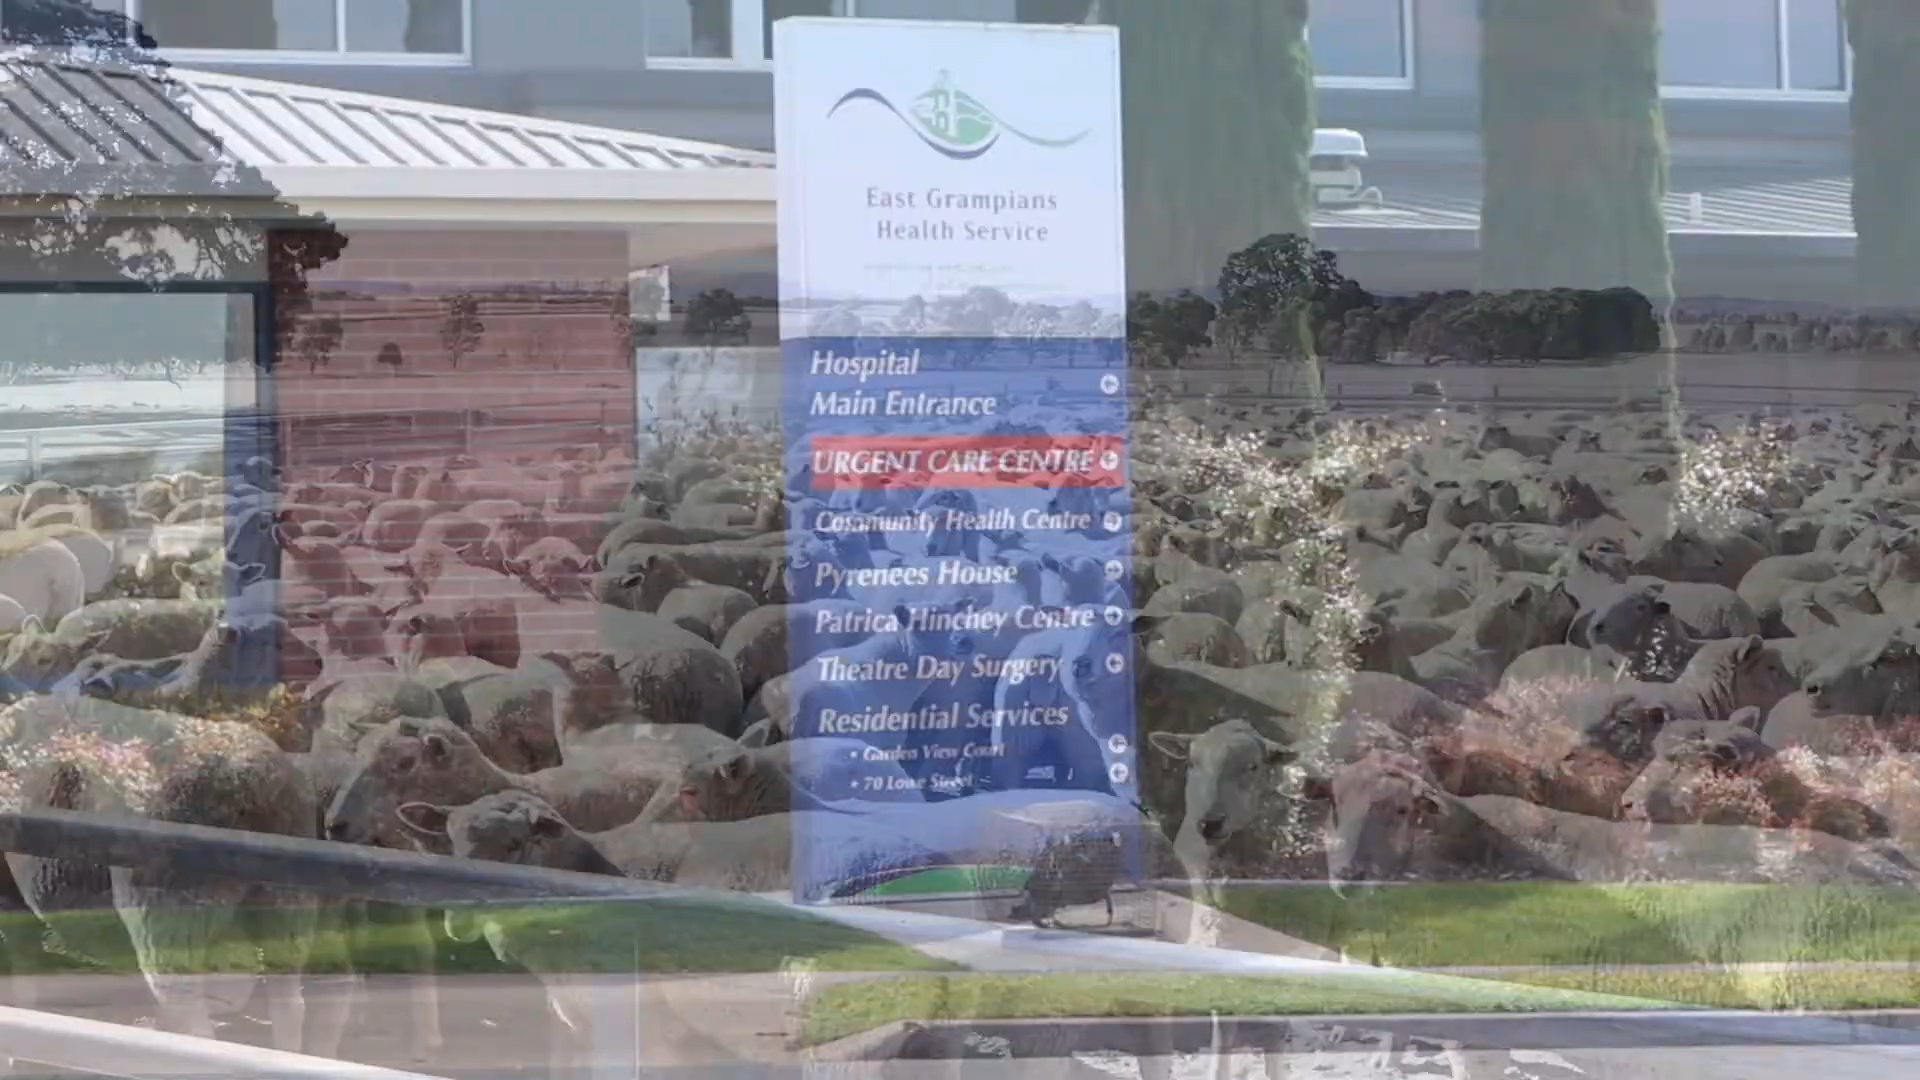 East Grampians
Health Service
Hospital
Main Entrance
URGENT CARE CENTRE
Community Health Centre
Pyrenees House
Patrica Hinchey Centre
Theatre Day Surgery
Residential Services
• Garden View Court
• 70 Lowe Street